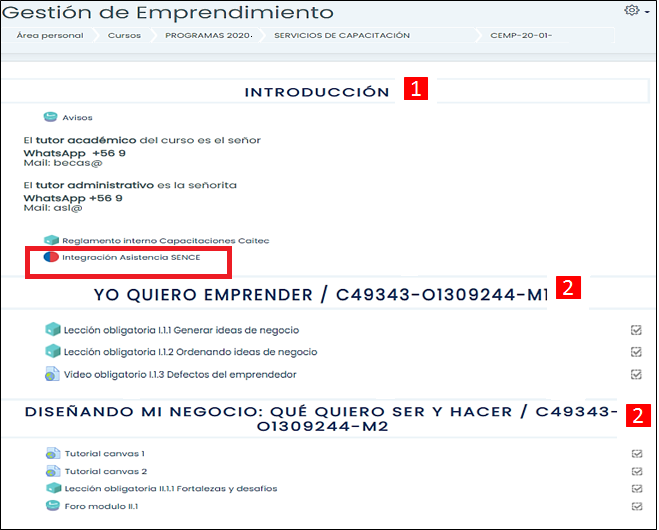 Gestión de Emprendimiento
Área personal Cursos PROGRAMAS 2020. SERVICIOS DE CAPACITACIÓN CEMP-20-01-
INTRODUCCIÓN 1
Avisos
El tutor académico del curso es el señor
WhatsApp +56 9
Mail: becas@
El tutor administrativo es la señorita
WhatsApp +56 9
Mail: asl@
Reglamento interno Capacitaciones Caitec
Integración Asistencia SENCE
YO QUIERO EMPRENDER / C49343-O1309244-M1 2
Lección obligatoria I.1.1 Generar ideas de negocio
Lección obligatoria I.1.2 Ordenando ideas de negocio
Video obligatorio I.1.3 Defectos del emprendedor
DISEÑANDO MI NEGOCIO: QUÉ QUIERO SER Y HACER / C49343- 2
O1309244-M2
Tutorial canvas 1
Tutorial canvas 2
Lección obligatoria II.1.1 Fortalezas y desafios
Foro modulo II.1